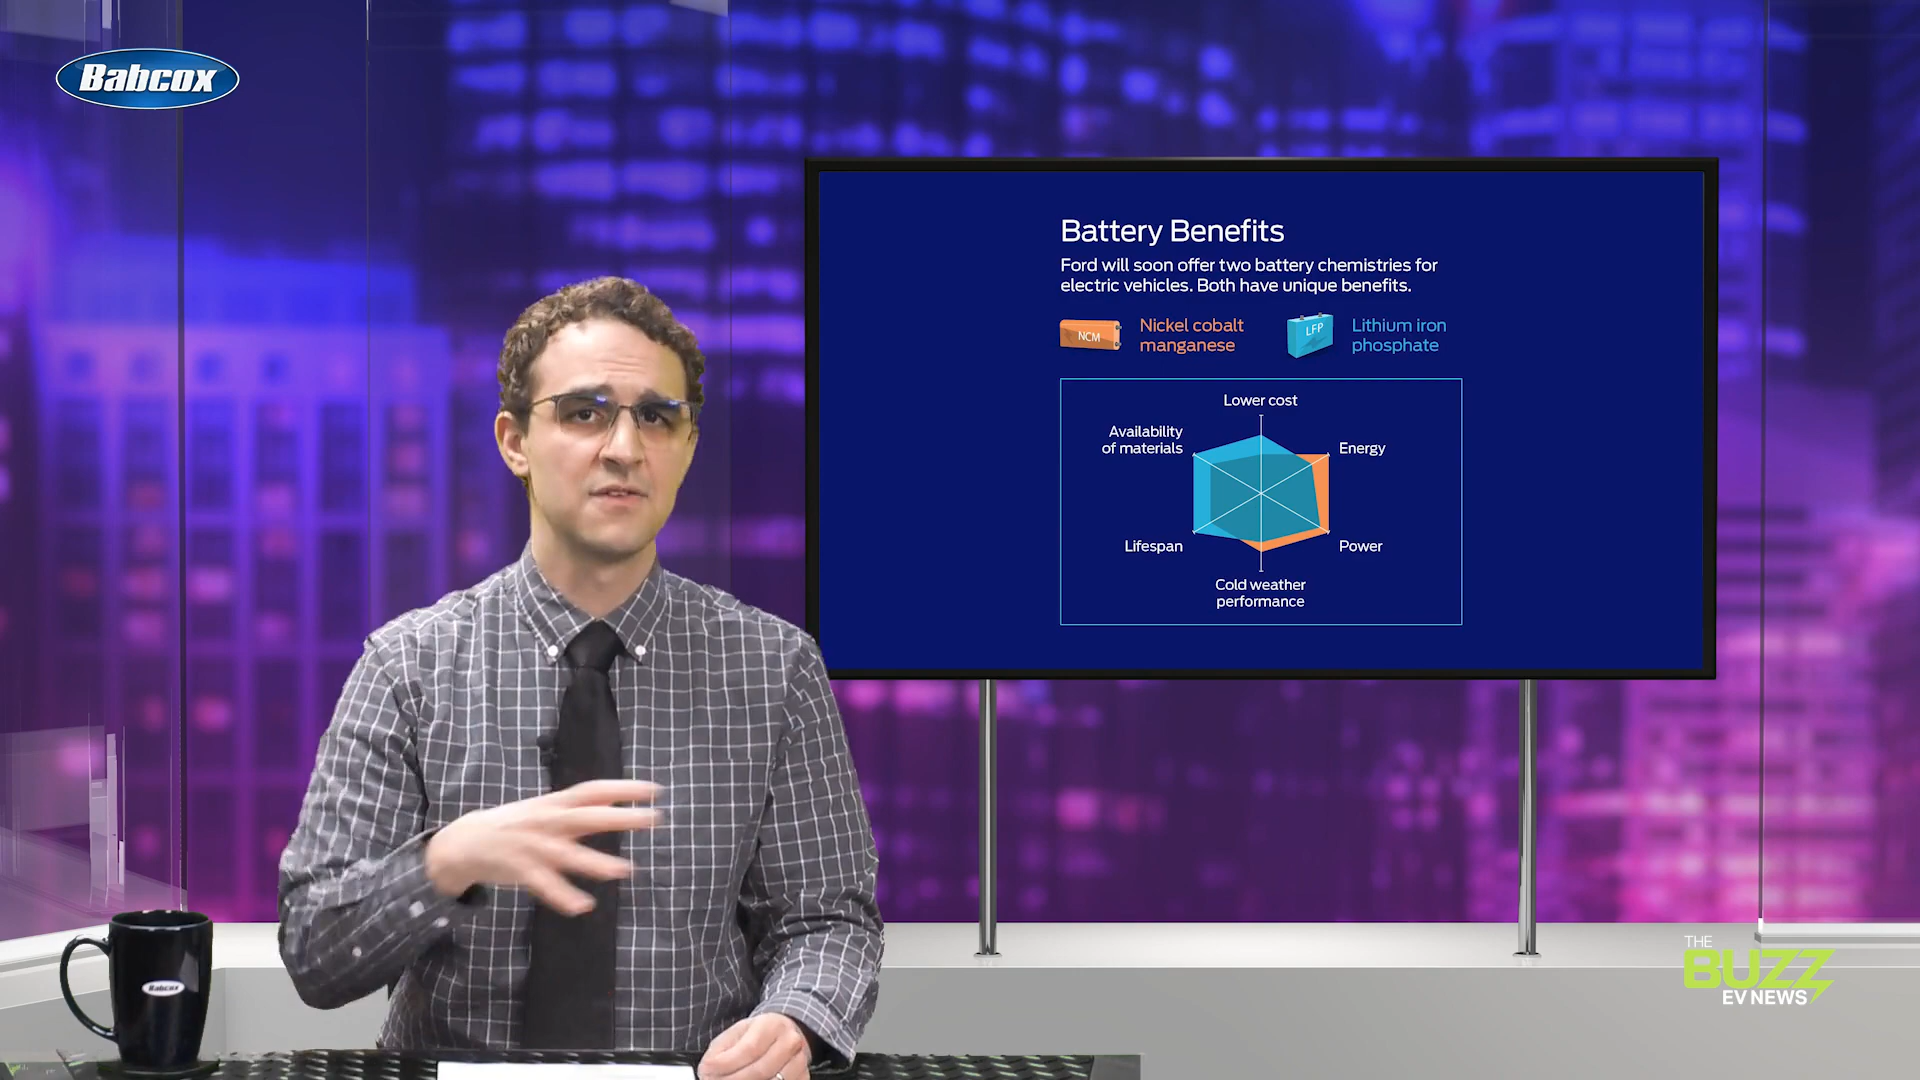 Babcox
Battery Benefits
Ford will soon offer two battery chemistries for
electric vehicles. Both have unique benefits.
NCM
Nickel cobalt
manganese
LFP
Lithium iron
phosphate
Lower cost
Availability
of materials
Energy
Lifespan
Power
Cold weather
performance
Babcox
THE
BUZZ
EV NEWS